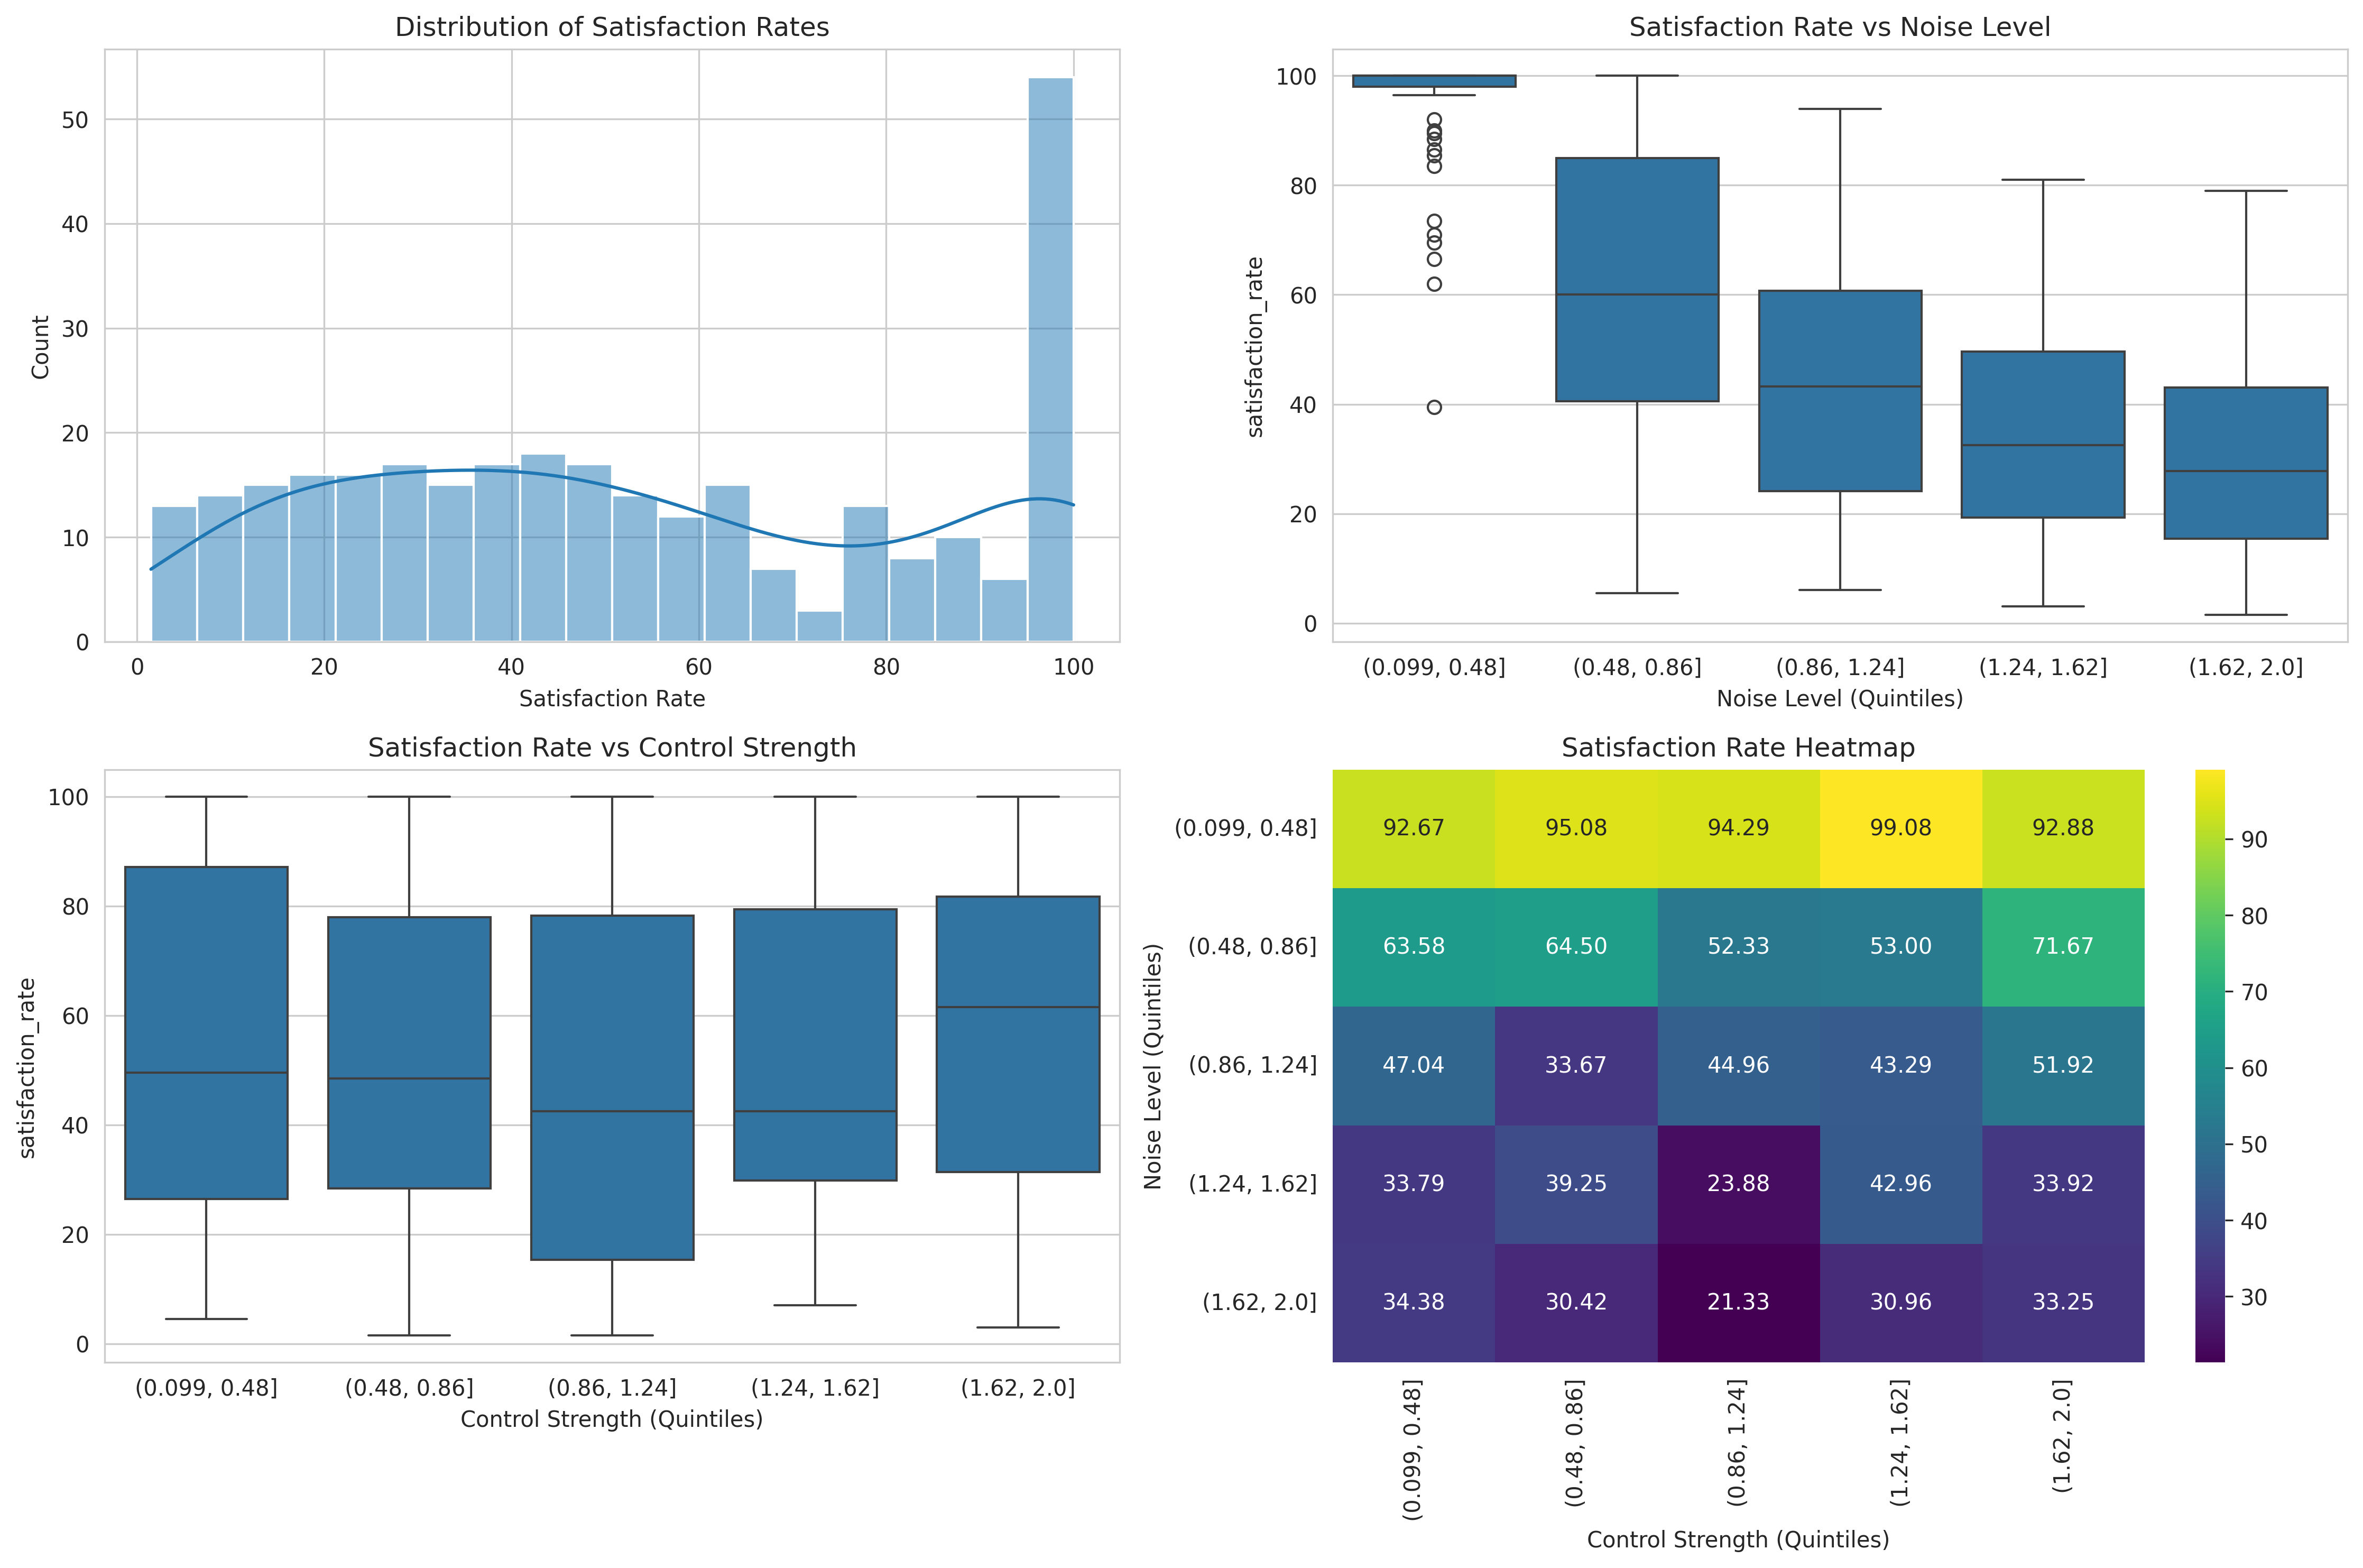 Distribution of Satisfaction Rates
Count
50
40
30
20
10
0
0 20 40 60 80 100
Satisfaction Rate
Satisfaction Rate vs Noise Level
satisfaction_rate
100
80
60
40
20
0
(0.099, 0.48] (0.48, 0.86] (0.86, 1.24] (1.24, 1.62] (1.62, 2.0]
Noise Level (Quintiles)
Satisfaction Rate vs Control Strength
satisfaction_rate
100
80
60
40
20
0
(0.099, 0.48] (0.48, 0.86] (0.86, 1.24] (1.24, 1.62] (1.62, 2.0]
Control Strength (Quintiles)
Satisfaction Rate Heatmap
Noise Level (Quintiles)
(0.099, 0.48] 92.67 95.08 94.29 99.08 92.88
(0.48, 0.86] 63.58 64.50 52.33 53.00 71.67
(0.86, 1.24] 47.04 33.67 44.96 43.29 51.92
(1.24, 1.62] 33.79 39.25 23.88 42.96 33.92
(1.62, 2.0] 34.38 30.42 21.33 30.96 33.25
(0.099, 0.48] (0.48, 0.86] (0.86, 1.24] (1.24, 1.62] (1.62, 2.0]
Control Strength (Quintiles)
90
80
70
60
50
40
30